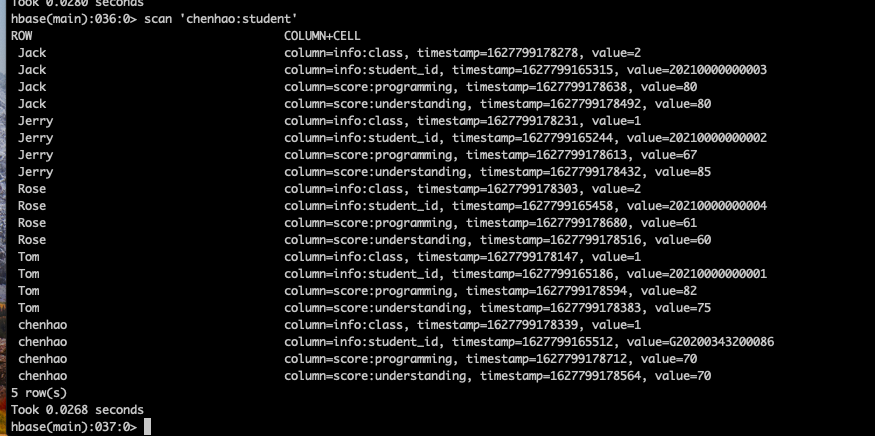 Took 0.0280 seconds
hbase(main):036:0> scan 'chenhao:student'
ROW COLUMN+CELL
Jack column=info:class, timestamp=1627799178278, value=2
Jack column=info:student_id, timestamp=1627799165315, value=20210000000003
Jack column=score:programming, timestamp=1627799178638, value=80
Jack column=score:understanding, timestamp=1627799178492, value=80
Jerry column=info:class, timestamp=1627799178231, value=1
Jerry column=info:student_id, timestamp=1627799165244, value=20210000000002
Jerry column=score:programming, timestamp=1627799178613, value=67
Jerry column=score:understanding, timestamp=1627799178432, value=85
Rose column=info:class, timestamp=1627799178303, value=2
Rose column=info:student_id, timestamp=1627799165458, value=20210000000004
Rose column=score:programming, timestamp=1627799178680, value=61
Rose column=score:understanding, timestamp=1627799178516, value=60
Tom column=info:class, timestamp=1627799178147, value=1
Tom column=info:student_id, timestamp=1627799165186, value=20210000000001
Tom column=score:programming, timestamp=1627799178594, value=82
Tom column=score:understanding, timestamp=1627799178383, value=75
chenhao column=info:class, timestamp=1627799178339, value=1
chenhao column=info:student_id, timestamp=1627799165512, value=G20200343200086
chenhao column=score:programming, timestamp=1627799178712, value=70
chenhao column=score:understanding, timestamp=1627799178564, value=70
5 row(s)
Took 0.0268 seconds
hbase(main):037:0>